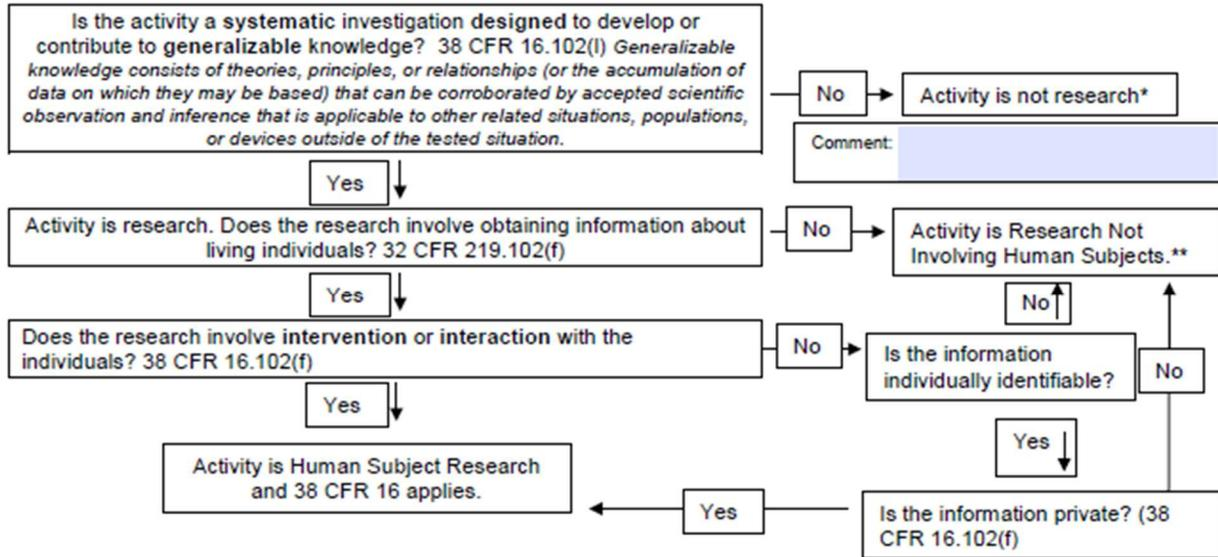 Is the activity a systematic investigation designed to develop or
contribute to generalizable knowledge? 38 CFR 16.102(l) Generalizable
knowledge consists of theories, principles, or relationships (or the accumulation of
data on which they may be based) that can be corroborated by accepted scientific
observation and inference that is applicable to other related situations, populations,
or devices outside of the tested situation.
No
Activity is not research*
Comment:
Yes
Activity is research. Does the research involve obtaining information about
living individuals? 32 CFR 219.102(f)
No
Activity is Research Not
Involving Human Subjects.**
Yes
No
Does the research involve intervention or interaction with the
individuals? 38 CFR 16.102(f)
No
Is the information
individually identifiable?
No
Yes
Yes
Activity is Human Subject Research
and 38 CFR 16 applies.
Yes
Is the information private? (38
CFR 16.102(f)